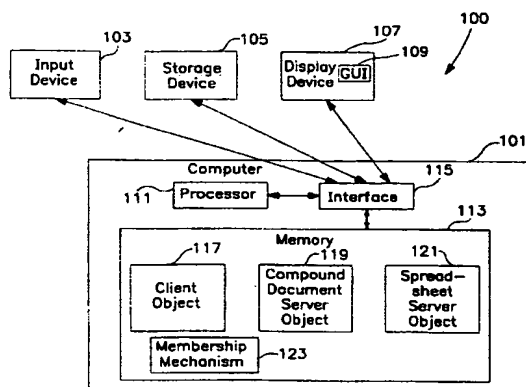 100
103
Input
Device
105
Storage
Device
107
109
Display
Device
GUI
101
Computer
111
Processor
115
Interface
113
Memory
117
Client
Object
119
Compound
Document
Server
Object
121
Spread-
sheet
Server
Object
Membership
Mechanism
123